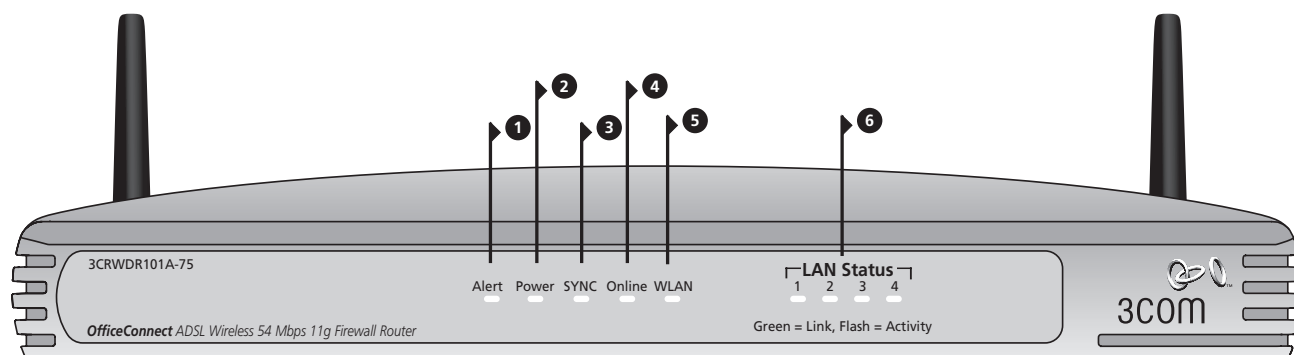 2
4
1
3
5
6
3CRWDR101A-75
LAN Status
Alert Power SYNC Online WLAN
1 2 3 4
OfficeConnect ADSL Wireless 54 Mbps 11g Firewall Router
Green = Link, Flash = Activity
3COM
TM